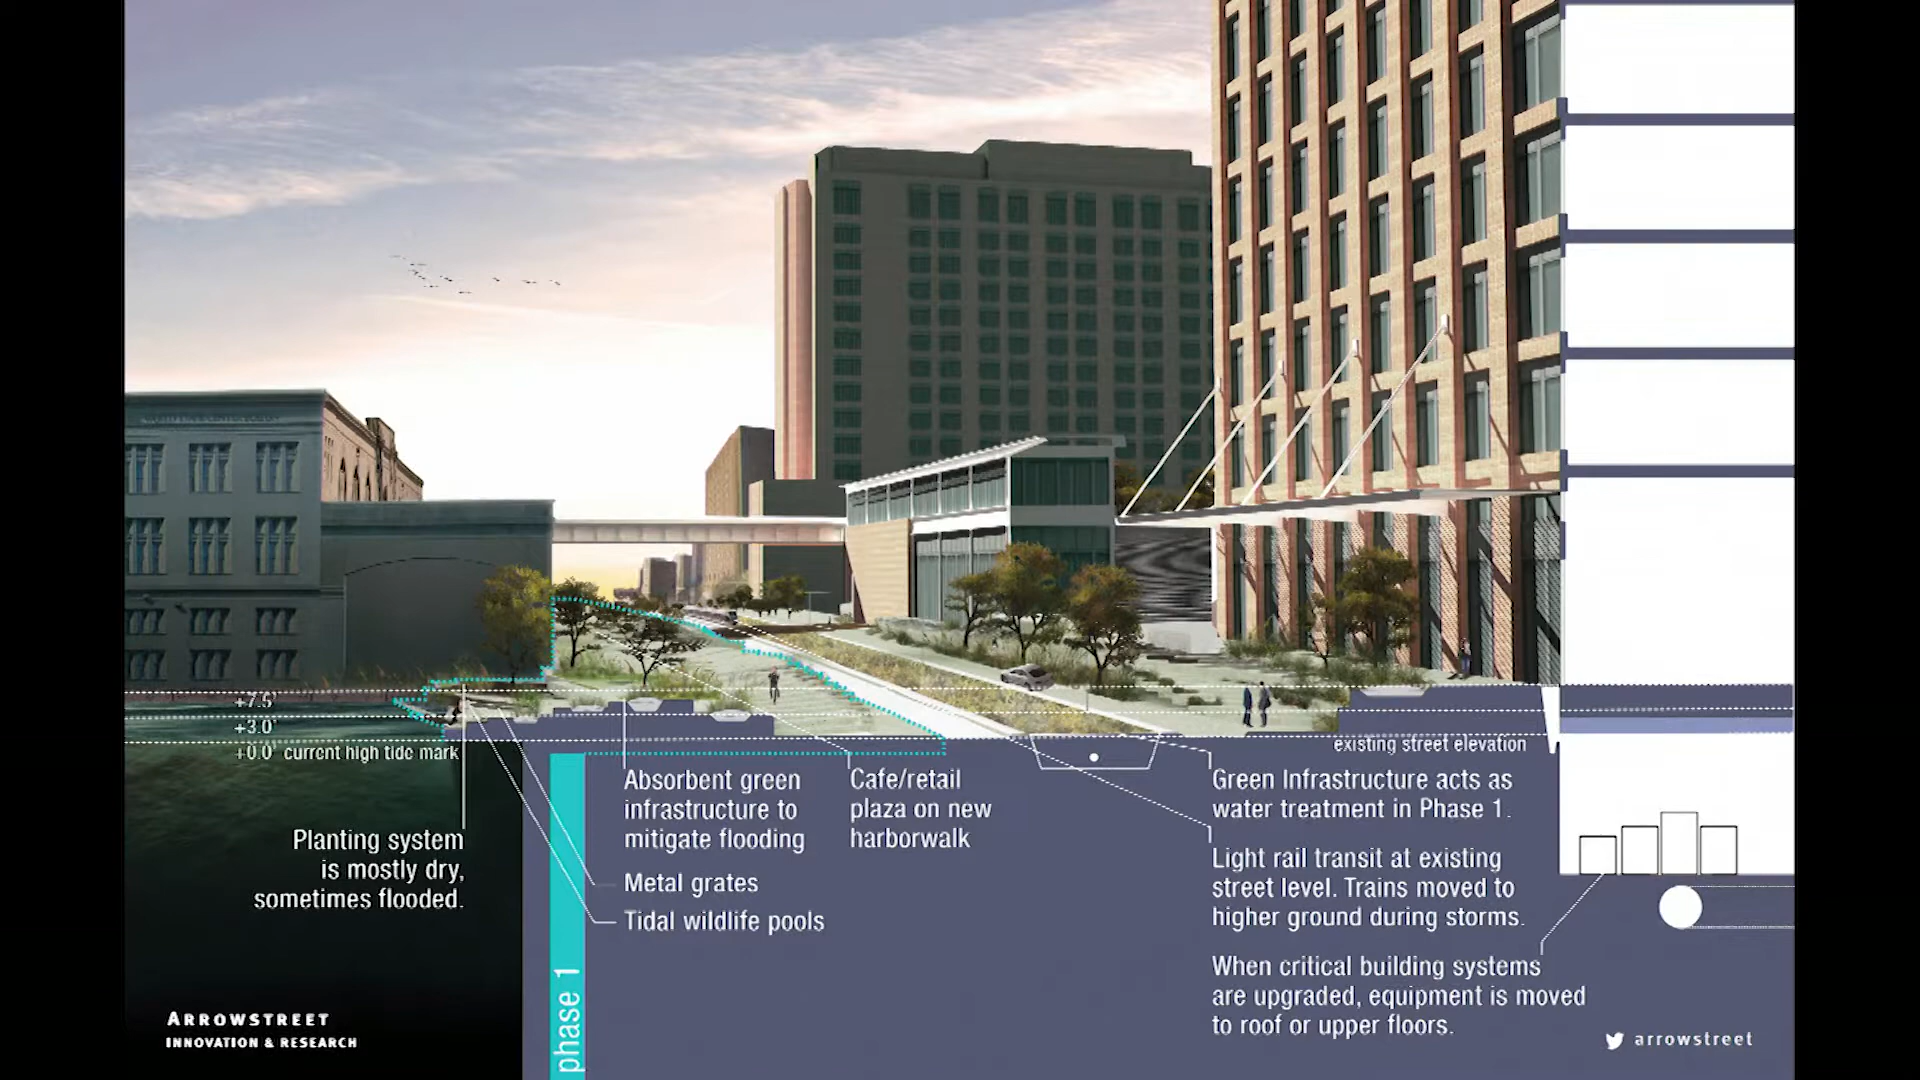 +7.5'
+3.0'
+0.0' current high tide mark
existing street elevation
Planting system
is mostly dry,
sometimes flooded.
Absorbent green
infrastructure to
mitigate flooding
Metal grates
Tidal wildlife pools
Cafe/retail
plaza on new
harborwalk
Green Infrastructure acts as
water treatment in Phase 1.
Light rail transit at existing
street level. Trains moved to
higher ground during storms.
When critical building systems
are upgraded, equipment is moved
to roof or upper floors.
phase 1
ARROWSTREET
INNOVATION & RESEARCH
arrowstreet